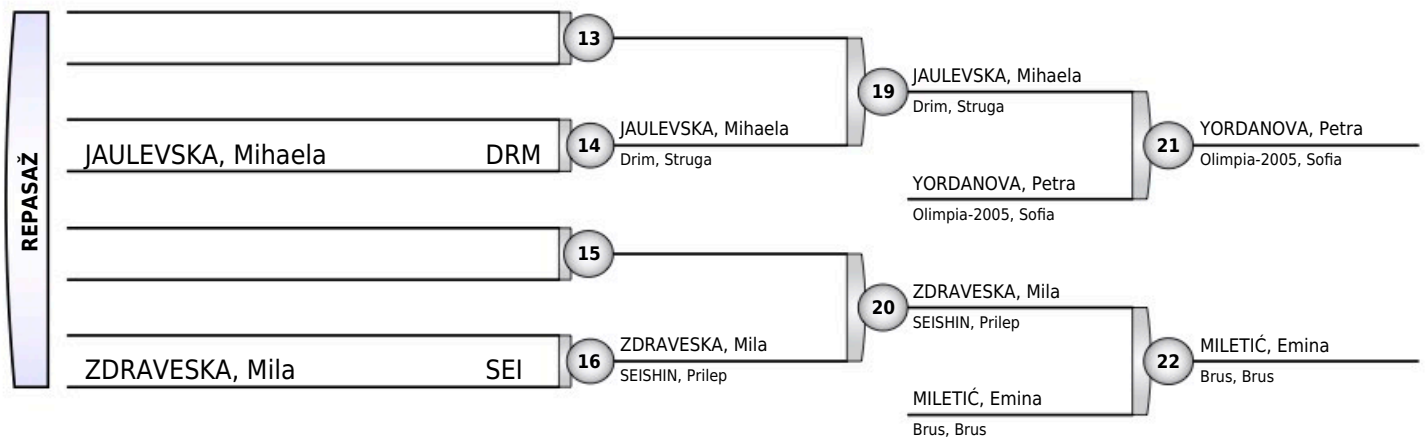 REPASAŽ
13
JAULEVSKA, Mihaela DRM
14
JAULEVSKA, Mihaela
Drim, Struga
19
JAULEVSKA, Mihaela
Drim, Struga
YORDANOVA, Petra
Olimpia-2005, Sofia
21
YORDANOVA, Petra
Olimpia-2005, Sofia
15
ZDRAVESKA, Mila SEI
16
ZDRAVESKA, Mila
SEISHIN, Prilep
20
ZDRAVESKA, Mila
SEISHIN, Prilep
MILETIĆ, Emina
Brus, Brus
22
MILETIĆ, Emina
Brus, Brus